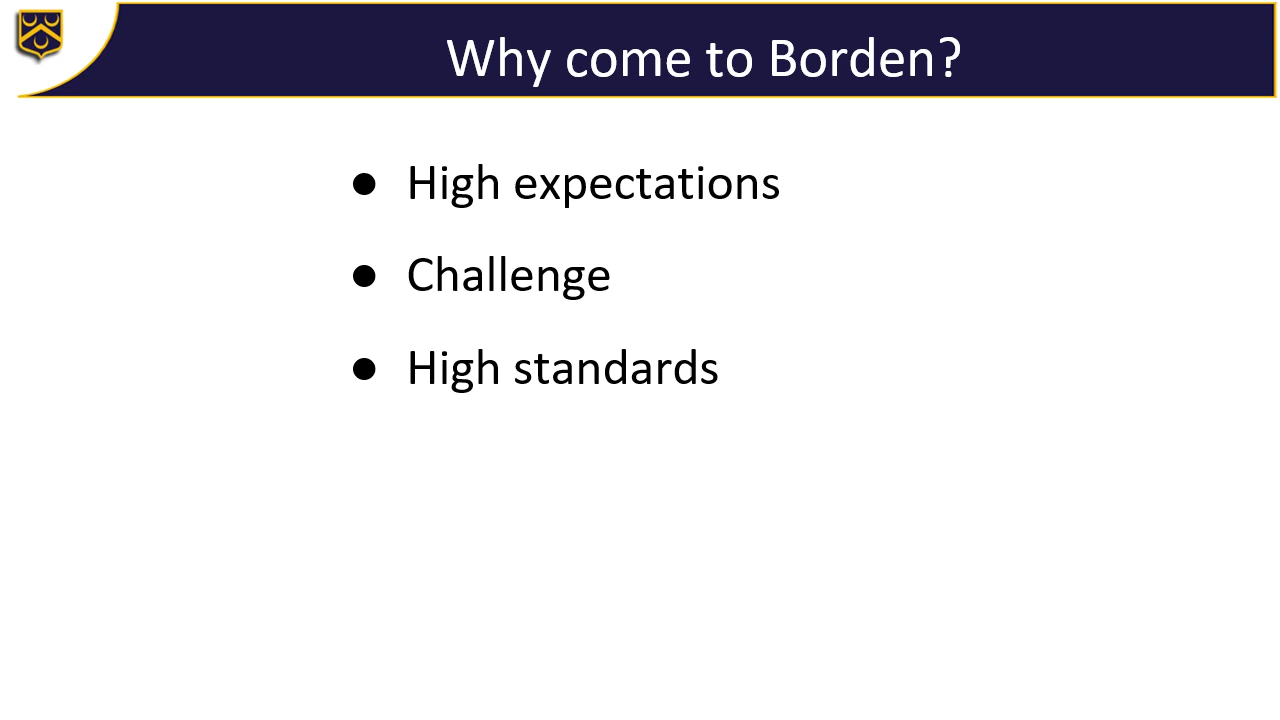 Why come to Borden?
● High expectations
● Challenge
● High standards